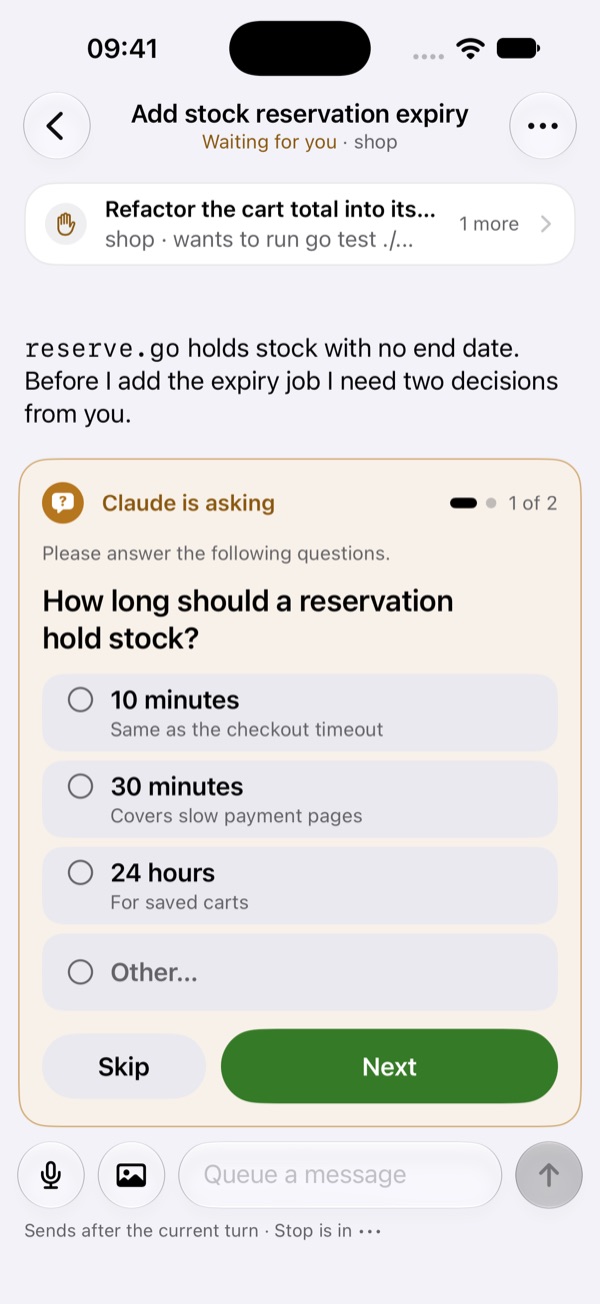 09:41
Add stock reservation expiry
Waiting for you · shop
Refactor the cart total into its...
1 more
shop · wants to run go test ./...
reserve.go holds stock with no end date.
Before I add the expiry job I need two decisions
from you.
Claude is asking
1 of 2
Please answer the following questions.
How long should a reservation
hold stock?
10 minutes
Same as the checkout timeout
30 minutes
Covers slow payment pages
24 hours
For saved carts
Other...
Skip
Next
Queue a message
Sends after the current turn · Stop is in •••